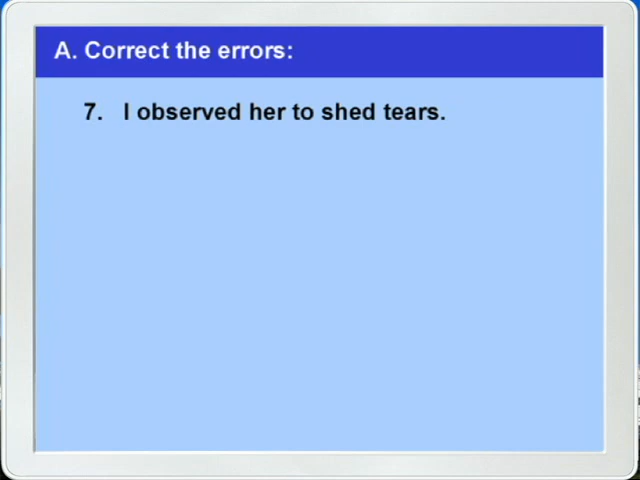 A. Correct the errors:
7. I observed her to shed tears.